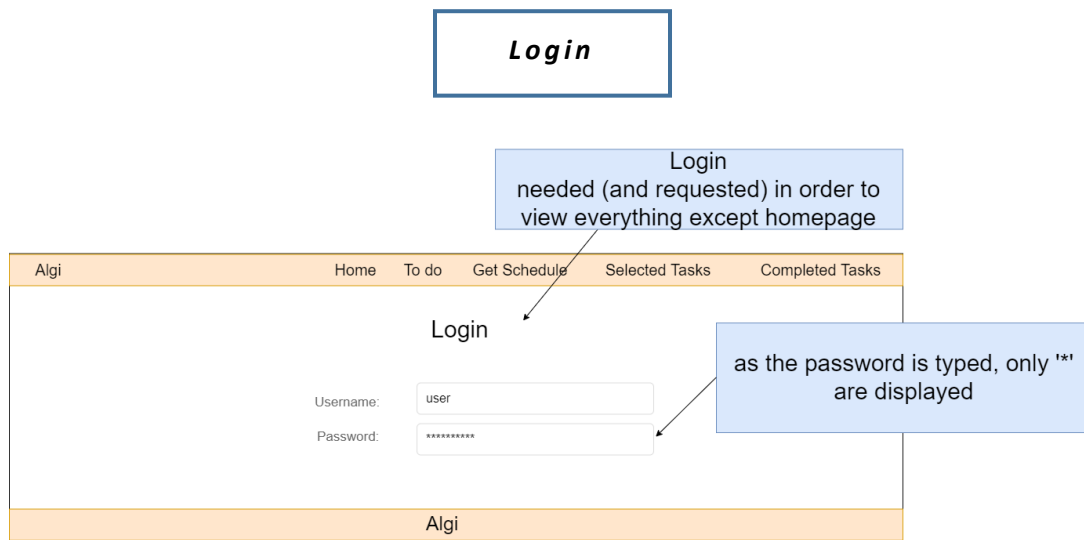 Login
Login
needed (and requested) in order to
view everything except homepage
Algi Home To do Get Schedule Selected Tasks Completed Tasks
Login
as the password is typed, only '*'
are displayed
Username: user
Password: **********
Algi